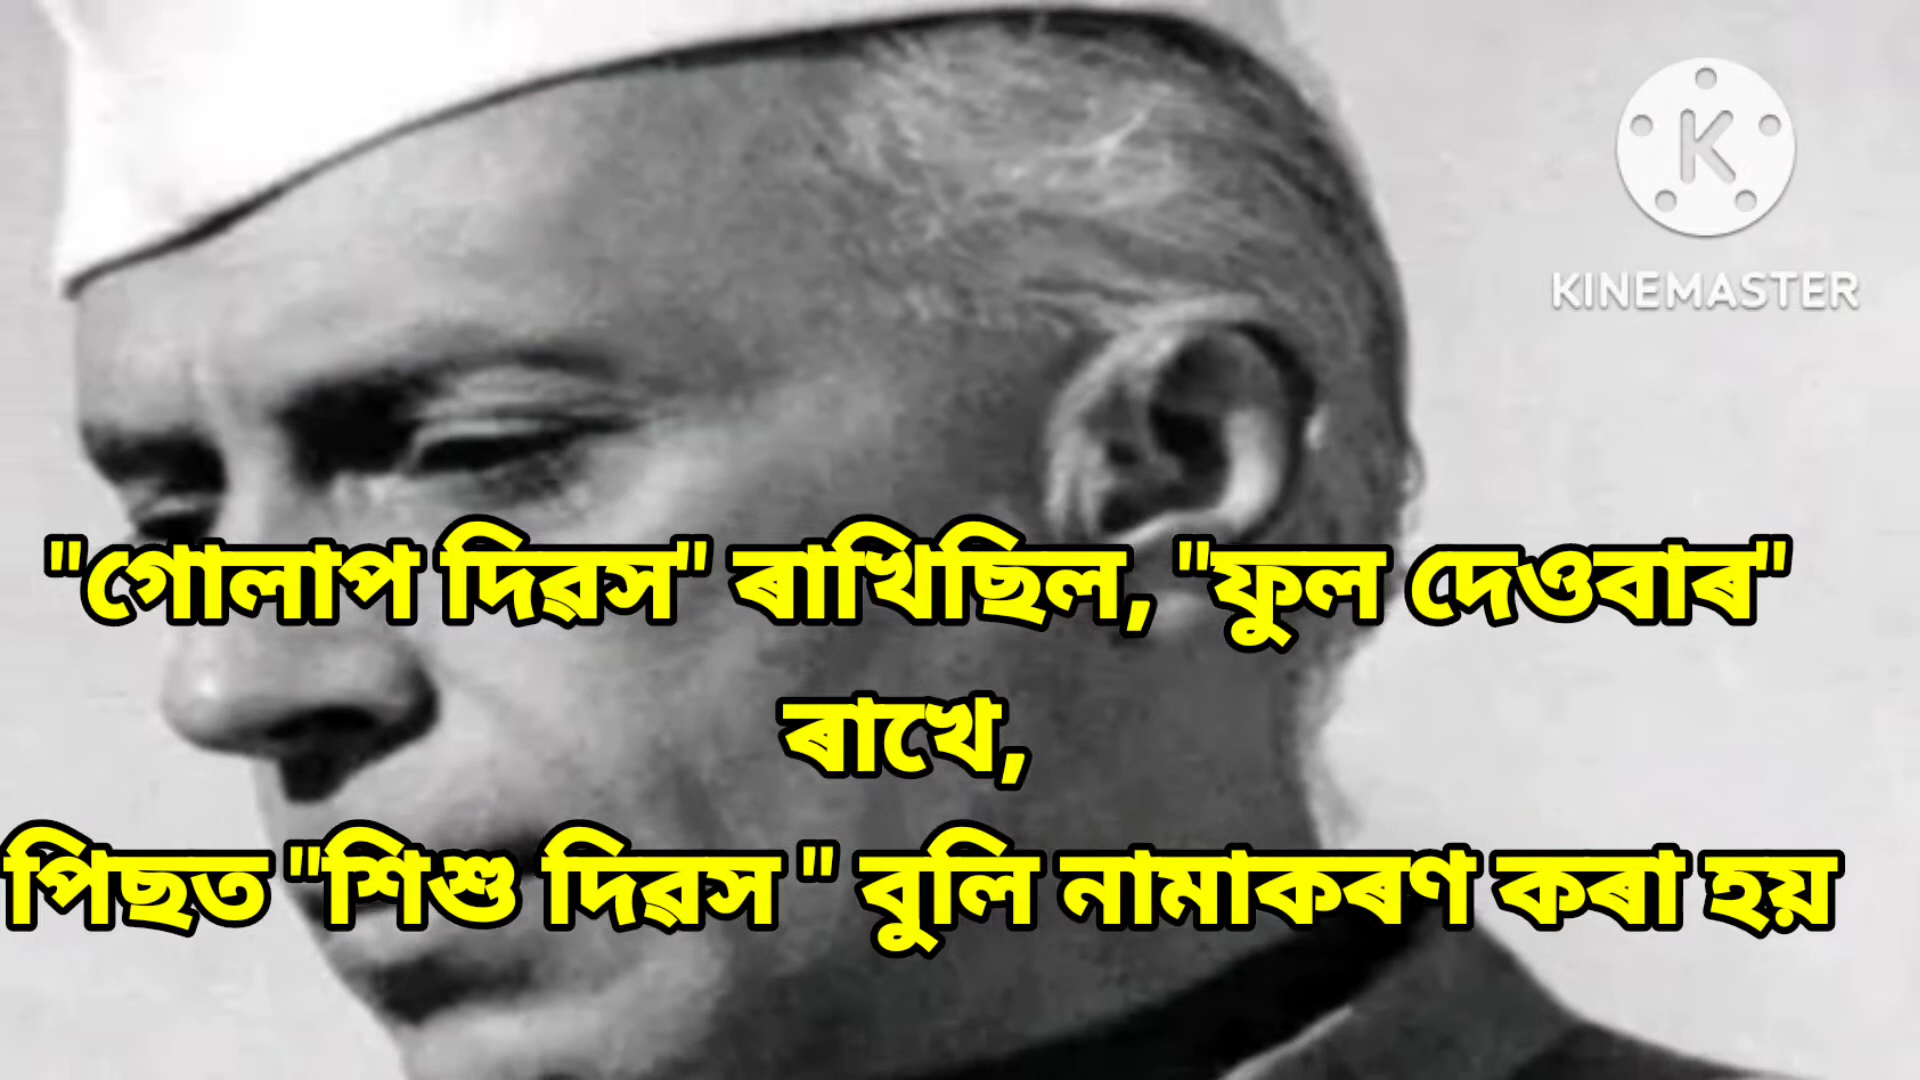 KINEMASTER
"গোলাপ দিৱস" ৰাখিছিল, "ফুল দেওবাৰ"
ৰাখে,
পিছত "শিশু দিৱস " বুলি নামাকৰণ কৰা হয়